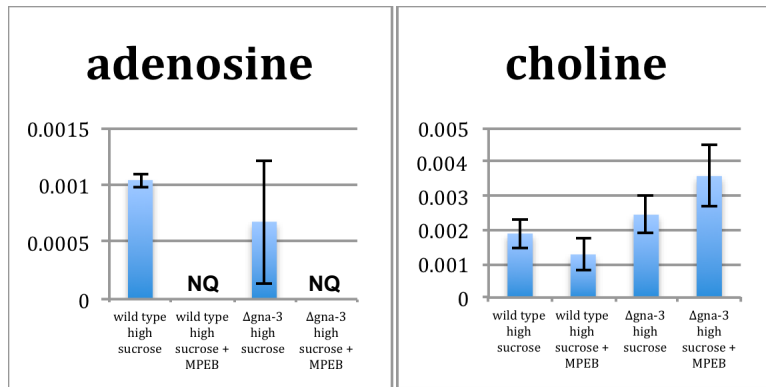 adenosine
0.0015
0.001
0.0005
0
NQ
NQ
wild type
high
sucrose
wild type
high
sucrose +
MPEB
Δgna-3
high
sucrose
Δgna-3
high
sucrose +
MPEB
choline
0.005
0.004
0.003
0.002
0.001
0
wild type
high
sucrose
wild type
high
sucrose +
MPEB
Δgna-3
high
sucrose
Δgna-3
high
sucrose +
MPEB